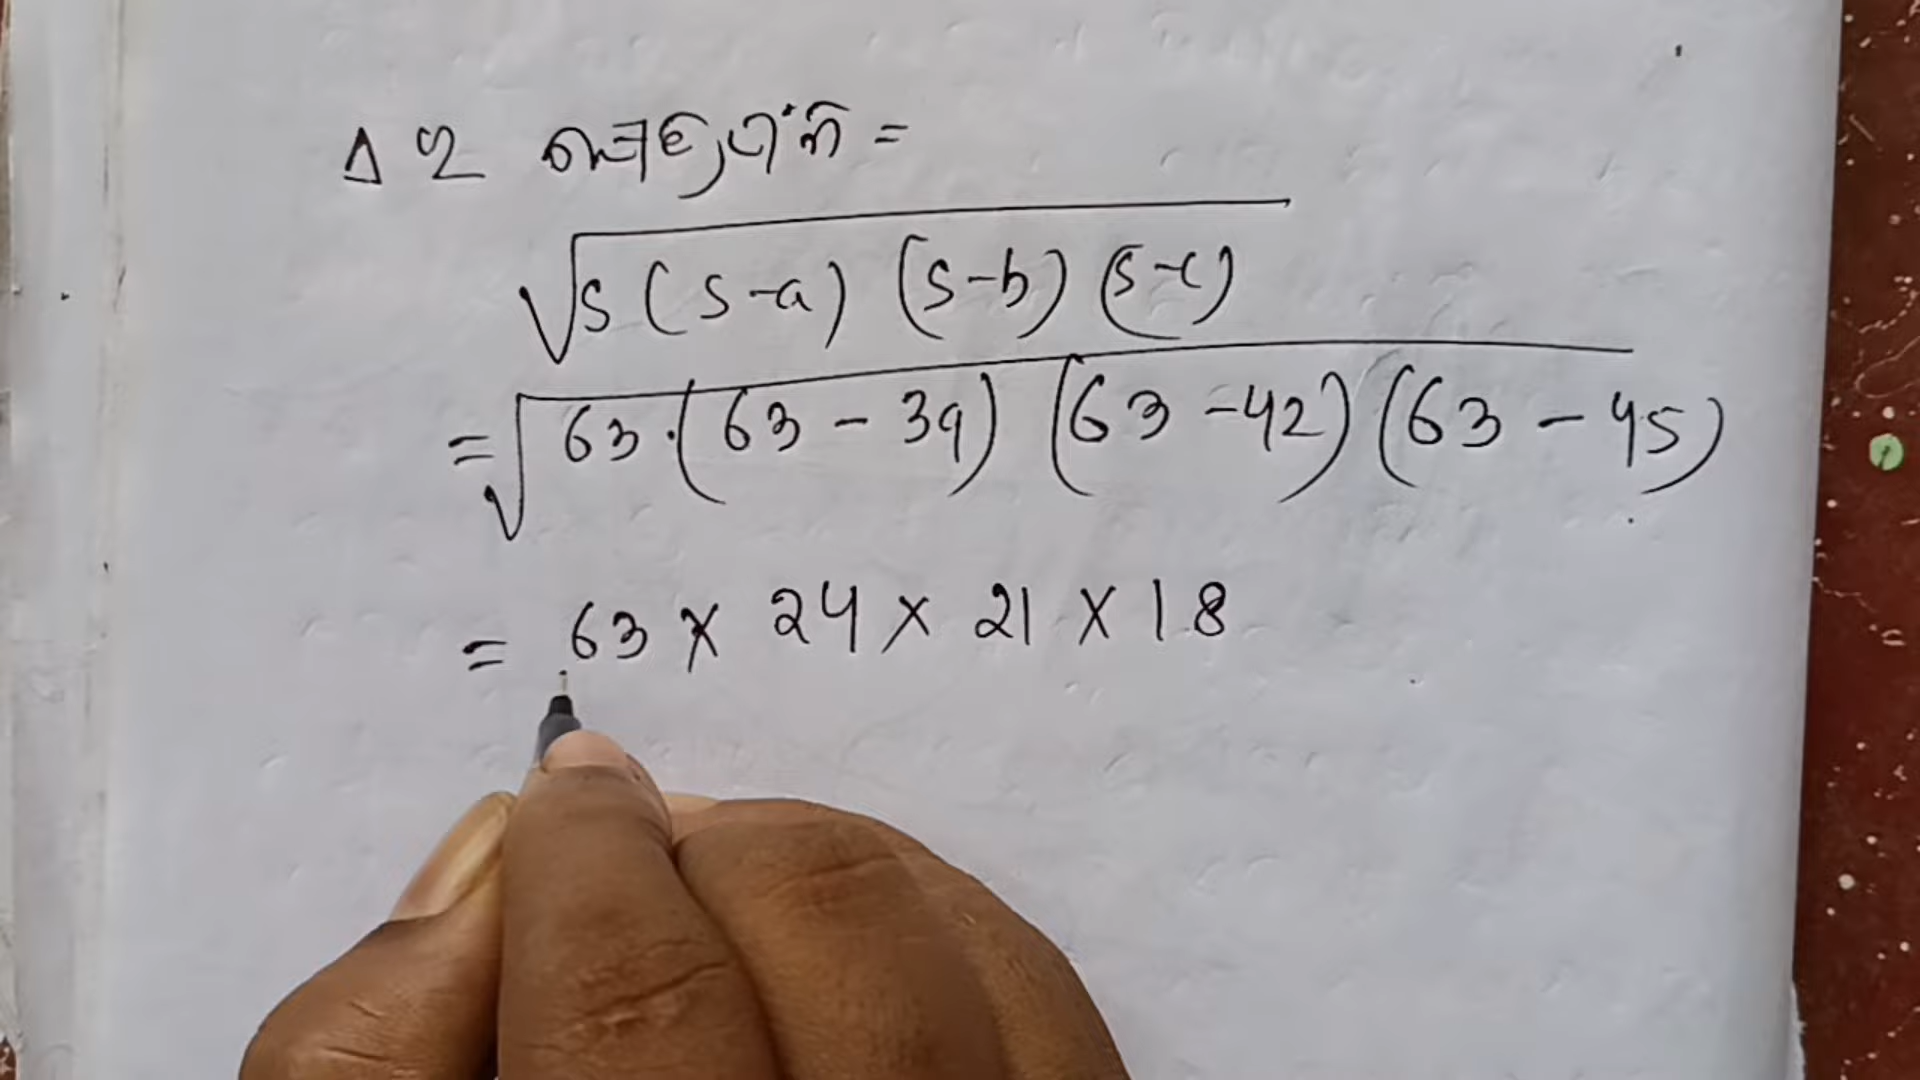 Δ ର କ୍ଷେତ୍ରଫଳ =
√s(s-a) (s-b) (s-c)
= √63.(63 - 39) (63 - 42) (63 - 45)
= 63 × 24 × 21 × 18